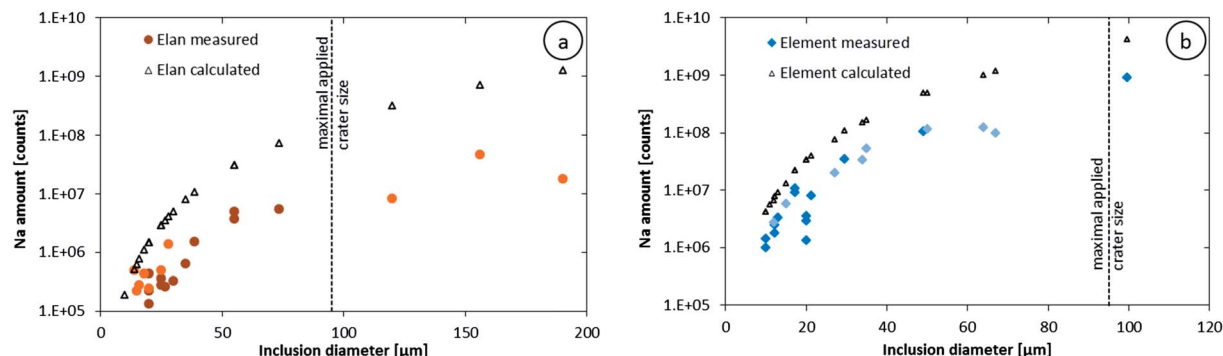 a
Elan measured
Elan calculated
maximal applied
crater size
Na amount [counts]
1.E+10
1.E+09
1.E+08
1.E+07
1.E+06
1.E+05
0 50 100 150 200
Inclusion diameter [µm]
b
Element measured
Element calculated
maximal applied
crater size
Na amount [counts]
1.E+10
1.E+09
1.E+08
1.E+07
1.E+06
1.E+05
0 20 40 60 80 100 120
Inclusion diameter [µm]